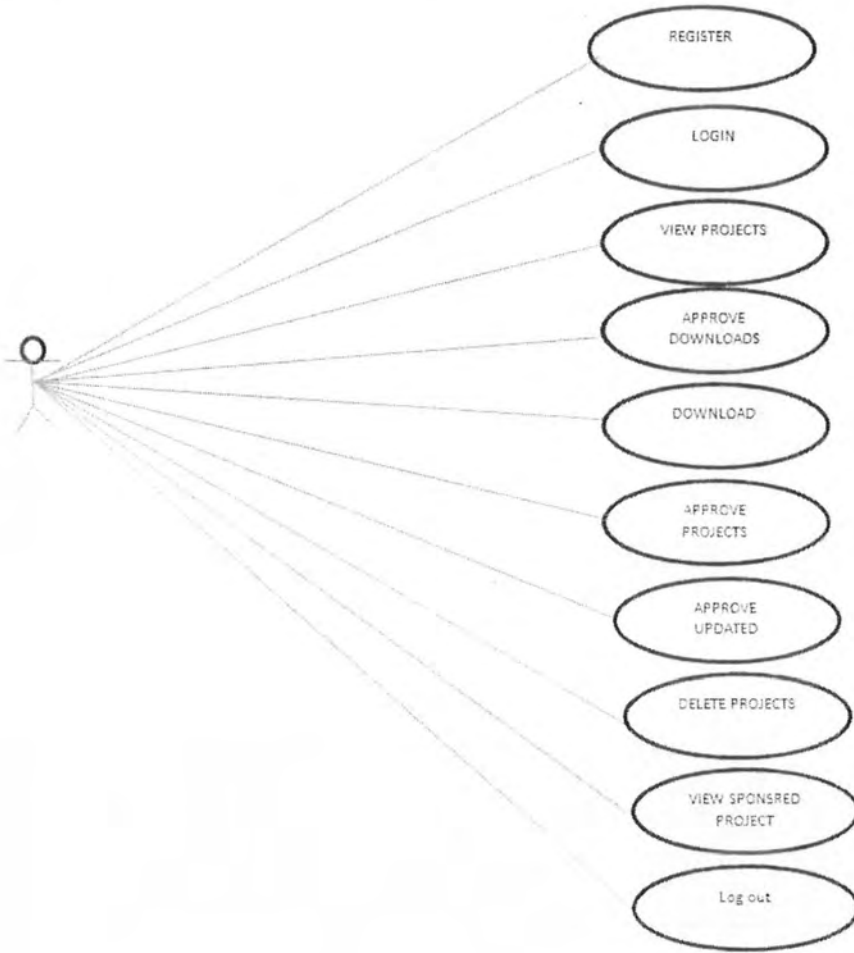 REGISTER
LOGIN
VIEW PROJECTS
APPROVE
DOWNLOADS
DOWNLOAD
APPROVE
PROJECTS
APPROVE
UPDATED
DELETE PROJECTS
VIEW SPONSRED
PROJECT
Log out